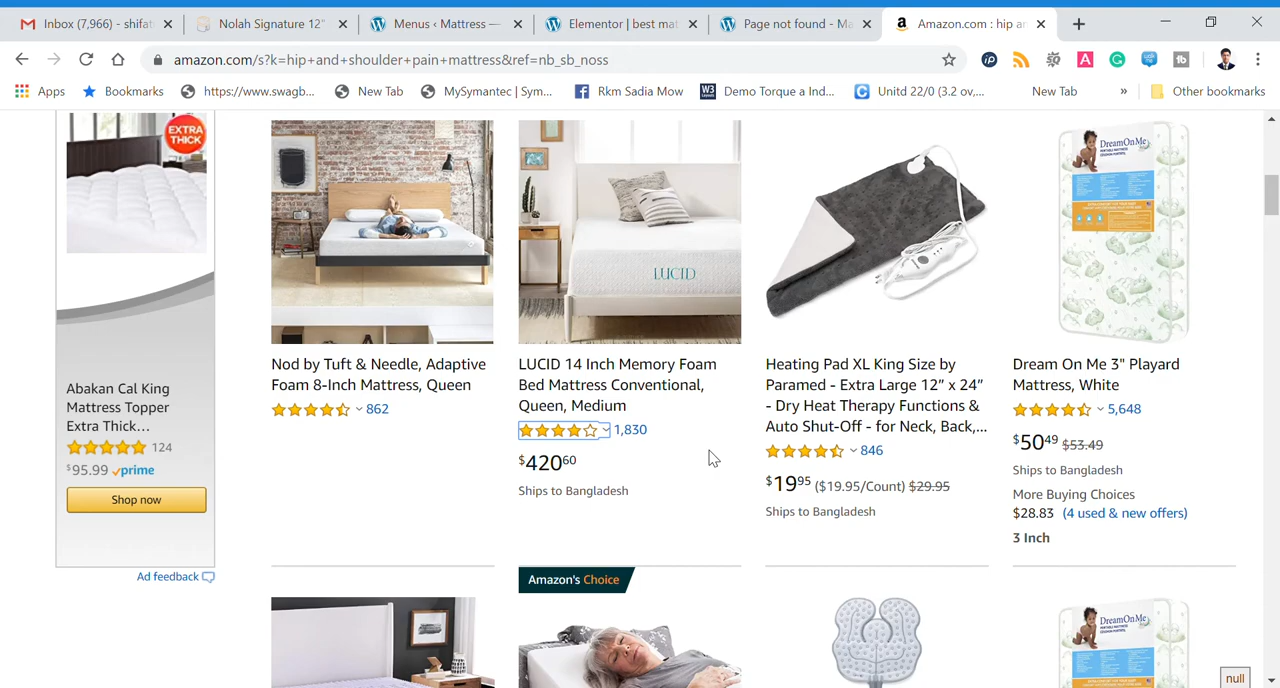 Inbox (7,966) - shifat
Nolah Signature 12"
Menus ‹ Mattress —
Elementor | best mat
Page not found - Ma
Amazon.com : hip an
amazon.com/s?k=hip+and+shoulder+pain+mattress&ref=nb_sb_noss
Apps
Bookmarks
https://www.swagb...
New Tab
MySymantec | Sym...
Rkm Sadia Mow
Demo Torque a Ind...
Unitd 22/0 (3.2 ov,...
New Tab
»
Other bookmarks
EXTRA
THICK
Abakan Cal King
Mattress Topper
Extra Thick...
124
$95.99 prime
Shop now
Ad feedback
Nod by Tuft & Needle, Adaptive
Foam 8-Inch Mattress, Queen
862
LUCID
LUCID 14 Inch Memory Foam
Bed Mattress Conventional,
Queen, Medium
1,830
$420.60
Ships to Bangladesh
Heating Pad XL King Size by
Paramed - Extra Large 12” x 24”
- Dry Heat Therapy Functions &
Auto Shut-Off - for Neck, Back,...
846
$19.95 ($19.95/Count) $29.95
Ships to Bangladesh
DreamOnMe
Dream On Me 3" Playard
Mattress, White
5,648
$50.49 $53.49
Ships to Bangladesh
More Buying Choices
$28.83 (4 used & new offers)
3 Inch
Amazon's Choice
DreamOnMe
null